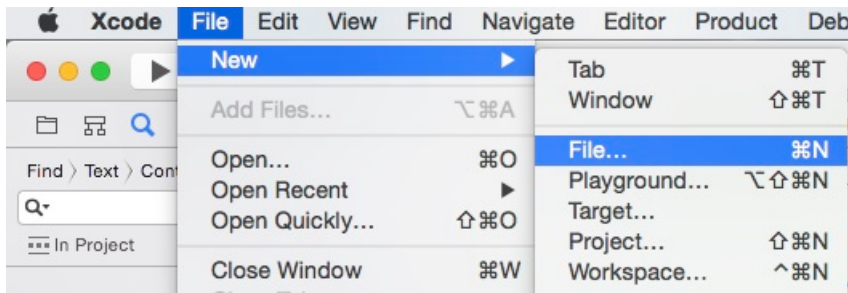 Xcode File Edit View Find Navigate Editor Product Deb
New
Add Files... ⌥⌘A
Open... ⌘O
Open Recent
Open Quickly... ⇧⌘O
Close Window ⌘W
Tab ⌘T
Window ⇧⌘T
File... ⌘N
Playground... ⌥⇧⌘N
Target...
Project... ⇧⌘N
Workspace... ^⌘N
Find 〉 Text 〉 Cont
In Project